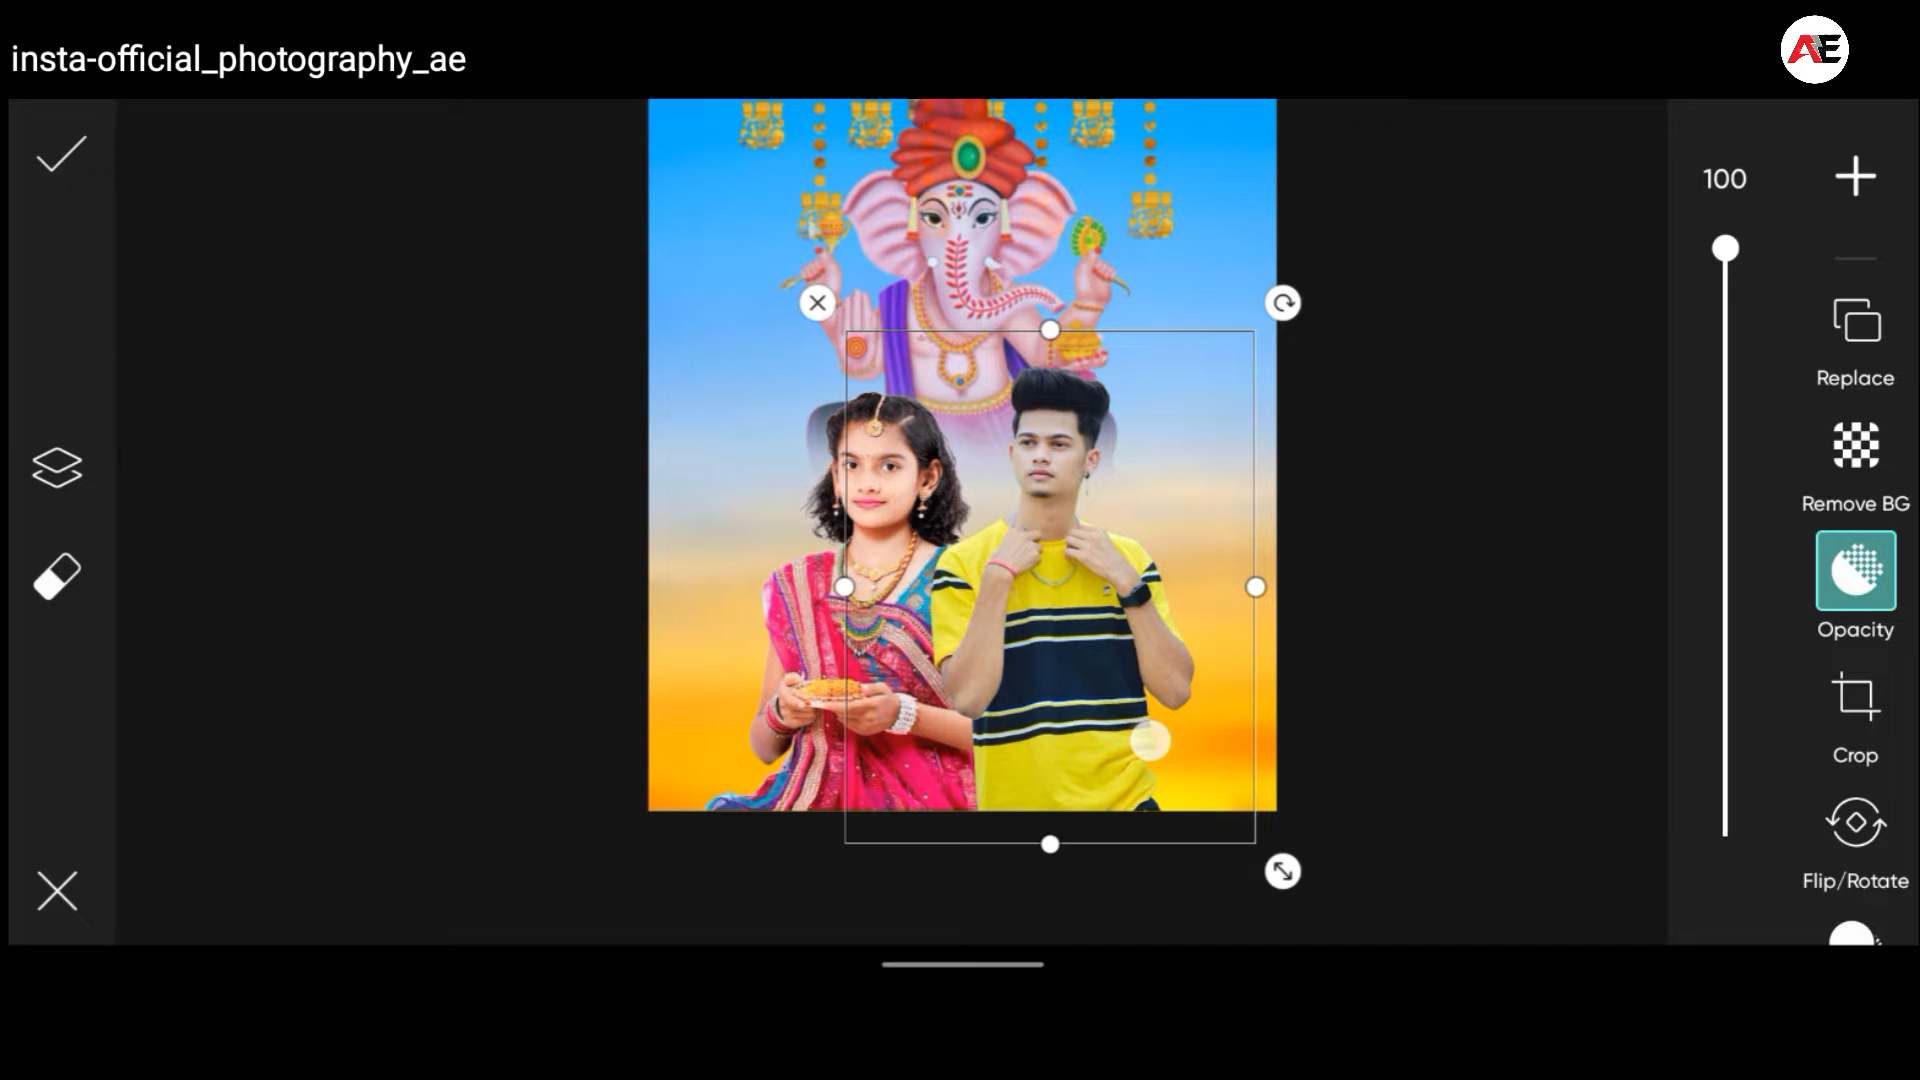 insta-official_photography_ae
AE
100
Replace
Remove BG
Opacity
Crop
Flip/Rotate